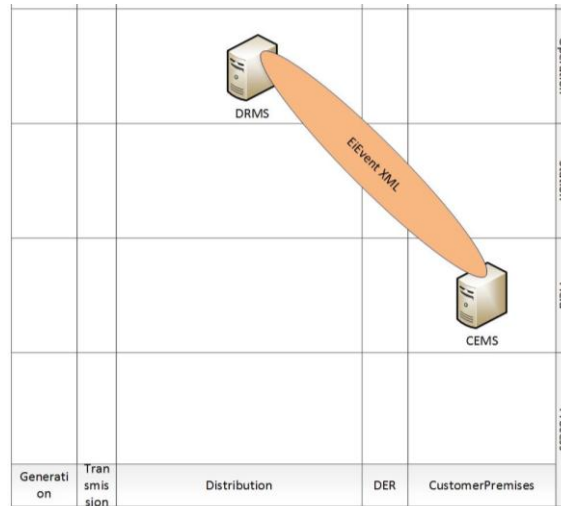 DRMS
EiEvent XML
CEMS
Generati
on
Tran
smis
sion
Distribution
DER
CustomerPremises